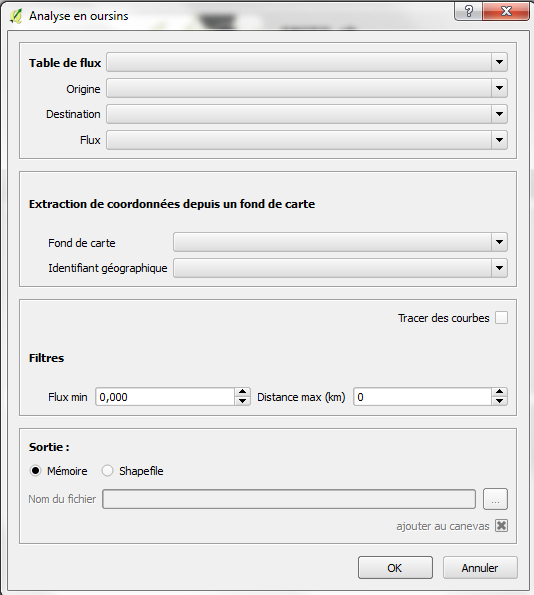 Analyse en oursins
Table de flux
Origine
Destination
Flux
Extraction de coordonnées depuis un fond de carte
Fond de carte
Identifiant géographique
Tracer des courbes
Filtres
Flux min 0,000 Distance max (km) 0
Sortie :
Mémoire Shapefile
Nom du fichier ...
ajouter au canevas
OK Annuler